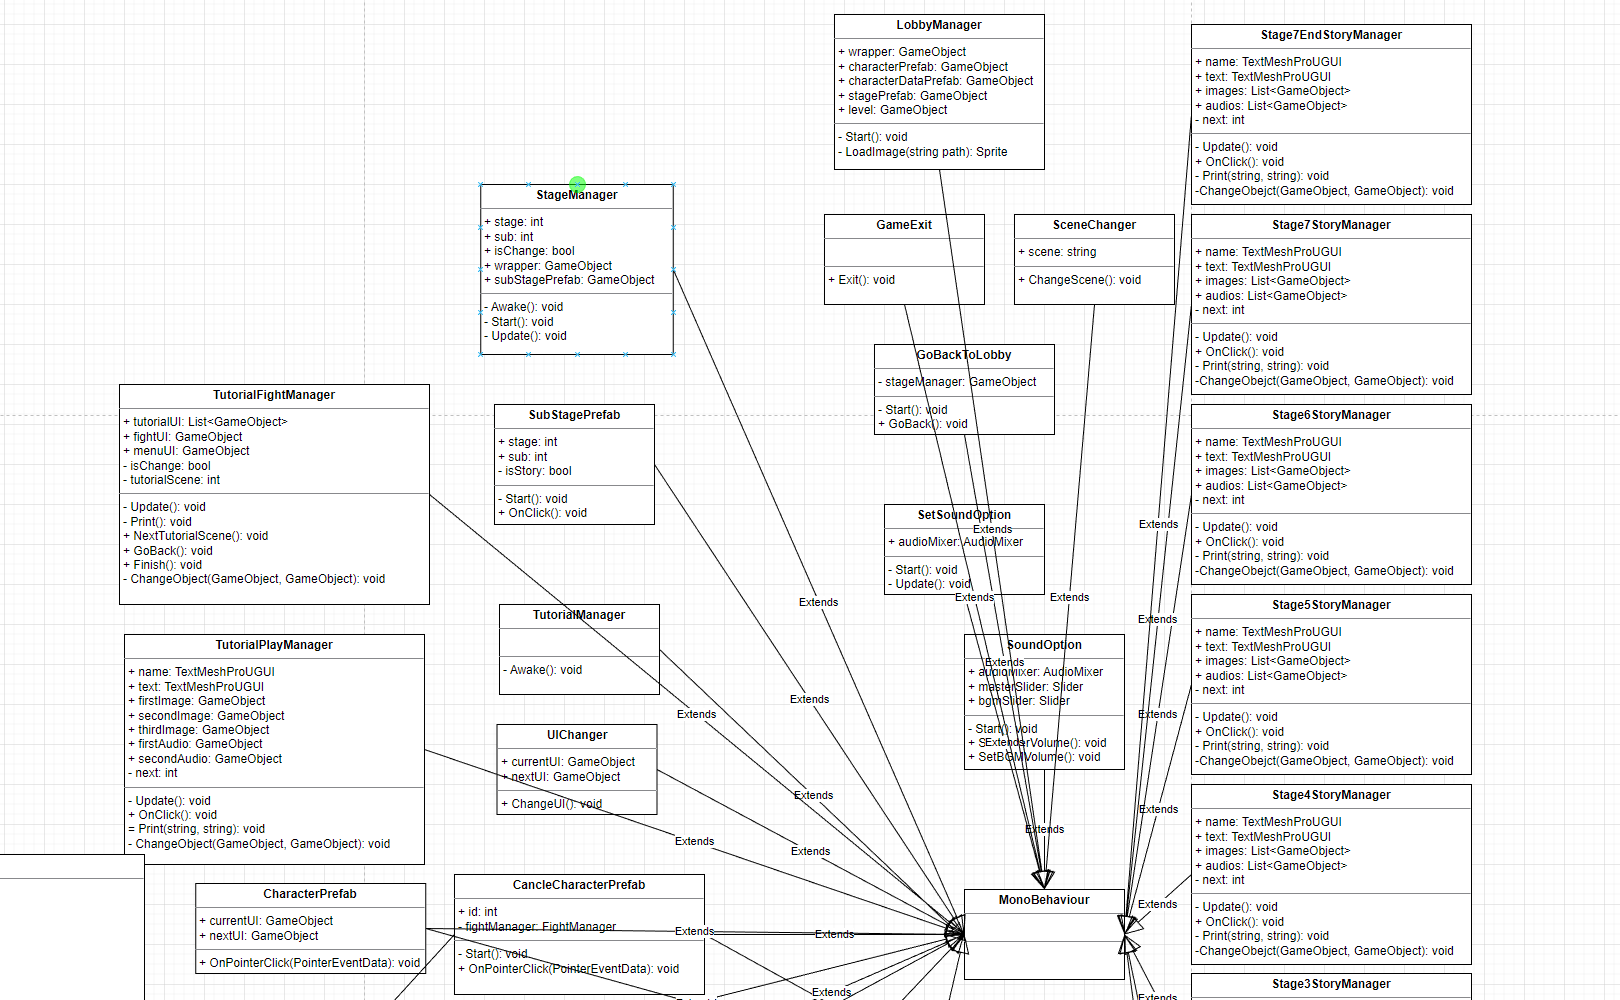 LobbyManager
+ wrapper: GameObject
+ characterPrefab: GameObject
+ characterDataPrefab: GameObject
+ stagePrefab: GameObject
+ level: GameObject
- Start(): void
- LoadImage(string path): Sprite
Stage7EndStoryManager
+ name: TextMeshProUGUI
+ text: TextMeshProUGUI
+ images: List<GameObject>
+ audios: List<GameObject>
- next: int
- Update(): void
+ OnClick(): void
- Print(string, string): void
-ChangeObejct(GameObject, GameObject): void
StageManager
+ stage: int
+ sub: int
+ isChange: bool
+ wrapper: GameObject
+ subStagePrefab: GameObject
- Awake(): void
- Start(): void
- Update(): void
GameExit
+ Exit(): void
SceneChanger
+ scene: string
+ ChangeScene(): void
Stage7StoryManager
+ name: TextMeshProUGUI
+ text: TextMeshProUGUI
+ images: List<GameObject>
+ audios: List<GameObject>
- next: int
- Update(): void
+ OnClick(): void
- Print(string, string): void
-ChangeObejct(GameObject, GameObject): void
GoBackToLobby
- stageManager: GameObject
- Start(): void
+ GoBack(): void
TutorialFightManager
+ tutorialUI: List<GameObject>
+ fightUI: GameObject
+ menuUI: GameObject
- isChange: bool
- tutorialScene: int
- Update(): void
- Print(): void
+ NextTutorialScene(): void
+ GoBack(): void
+ Finish(): void
- ChangeObject(GameObject, GameObject): void
SubStagePrefab
+ stage: int
+ sub: int
- isStory: bool
- Start(): void
+ OnClick(): void
Stage6StoryManager
+ name: TextMeshProUGUI
+ text: TextMeshProUGUI
+ images: List<GameObject>
+ audios: List<GameObject>
- next: int
- Update(): void
+ OnClick(): void
- Print(string, string): void
-ChangeObejct(GameObject, GameObject): void
SetSoundOption
+ audioMixer: AudioMixer
- Start(): void
- Update(): void
Extends
Extends
Extends
Extends
Extends
Extends
TutorialManager
- Awake(): void
Stage5StoryManager
+ name: TextMeshProUGUI
+ text: TextMeshProUGUI
+ images: List<GameObject>
+ audios: List<GameObject>
- next: int
- Update(): void
+ OnClick(): void
- Print(string, string): void
-ChangeObejct(GameObject, GameObject): void
TutorialPlayManager
+ name: TextMeshProUGUI
+ text: TextMeshProUGUI
+ firstImage: GameObject
+ secondImage: GameObject
+ thirdImage: GameObject
+ firstAudio: GameObject
+ secondAudio: GameObject
- next: int
- Update(): void
+ OnClick(): void
= Print(string, string): void
- ChangeObject(GameObject, GameObject): void
SoundOption
Extends
+ audioMixer: AudioMixer
+ masterSlider: Slider
+ bgmSlider: Slider
- Start(): void
Extends
+ SetBGMVolume(): void
Extends
Extends
Extends
UIChanger
+ currentUI: GameObject
+ nextUI: GameObject
+ ChangeUI(): void
Extends
Extends
Extends
Extends
Extends
Stage4StoryManager
+ name: TextMeshProUGUI
+ text: TextMeshProUGUI
+ images: List<GameObject>
+ audios: List<GameObject>
- next: int
- Update(): void
+ OnClick(): void
- Print(string, string): void
-ChangeObejct(GameObject, GameObject): void
CharacterPrefab
+ currentUI: GameObject
+ nextUI: GameObject
+ OnPointerClick(PointerEventData): void
CancleCharacterPrefab
+ id: int
- fightManager: FightManager
- Start(): void
+ OnPointerClick(PointerEventData): void
Extends
Extends
MonoBehaviour
Extends
Extends
Extends
Stage3StoryManager